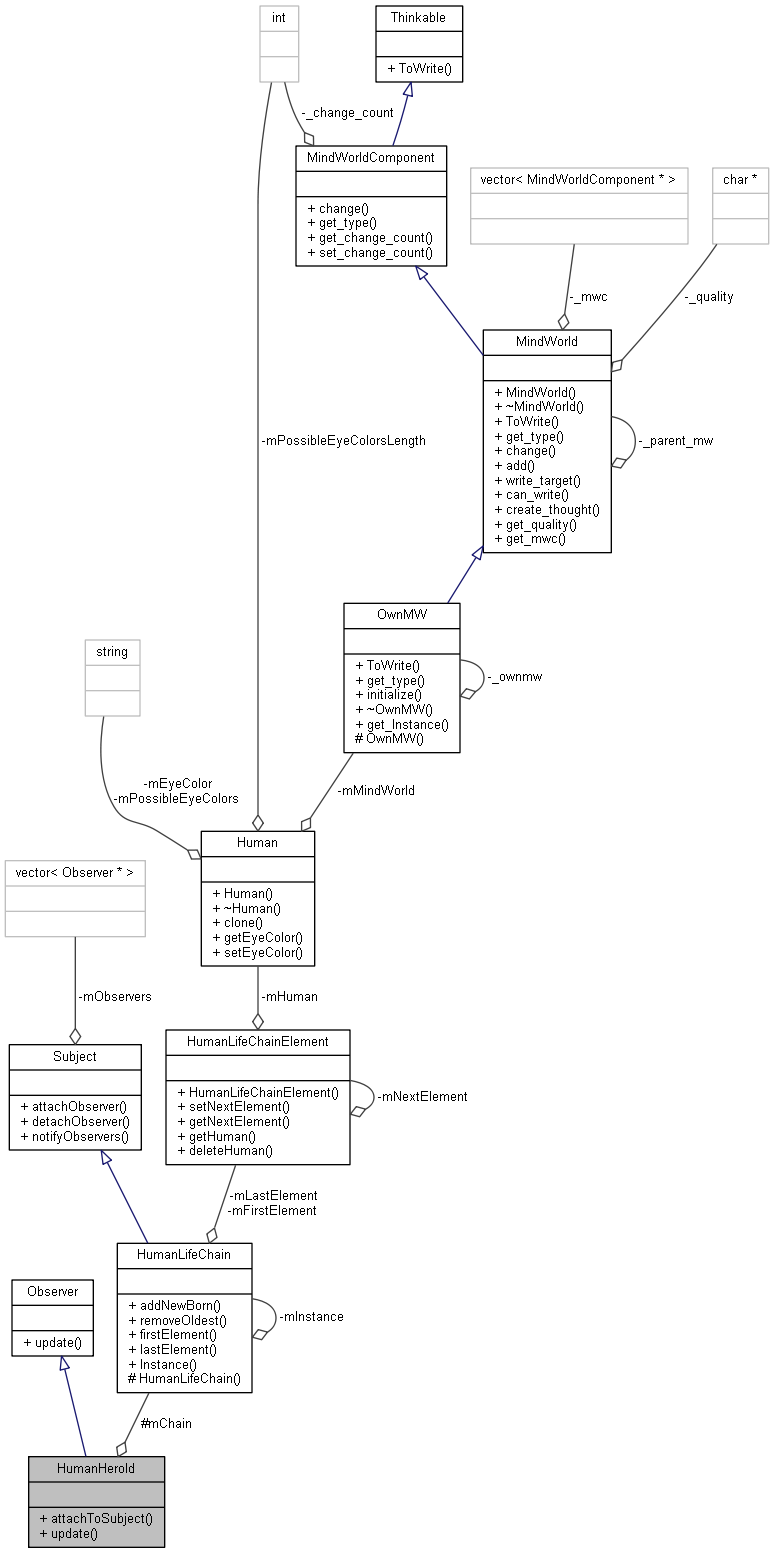 int
Thinkable
+ ToWrite()
-_change_count
MindWorldComponent
+ change()
+ get_type()
+ get_change_count()
+ set_change_count()
vector< MindWorldComponent * >
char *
-_mwc
-_quality
MindWorld
+ MindWorld()
+ ~MindWorld()
+ ToWrite()
+ get_type()
+ change()
+ add()
+ write_target()
+ can_write()
+ create_thought()
+ get_quality()
+ get_mwc()
-_parent_mw
-mPossibleEyeColorsLength
OwnMW
+ ToWrite()
+ get_type()
+ initialize()
+ ~OwnMW()
+ get_Instance()
# OwnMW()
-_ownmw
string
-mEyeColor
-mPossibleEyeColors
-mMindWorld
Human
+ Human()
+ ~Human()
+ clone()
+ getEyeColor()
+ setEyeColor()
vector< Observer * >
-mObservers
-mHuman
Subject
+ attachObserver()
+ detachObserver()
+ notifyObservers()
HumanLifeChainElement
+ HumanLifeChainElement()
+ setNextElement()
+ getNextElement()
+ getHuman()
+ deleteHuman()
-mNextElement
-mLastElement
-mFirstElement
HumanLifeChain
+ addNewBorn()
+ removeOldest()
+ firstElement()
+ lastElement()
+ Instance()
# HumanLifeChain()
-mInstance
Observer
+ update()
#mChain
HumanHerold
+ attachToSubject()
+ update()